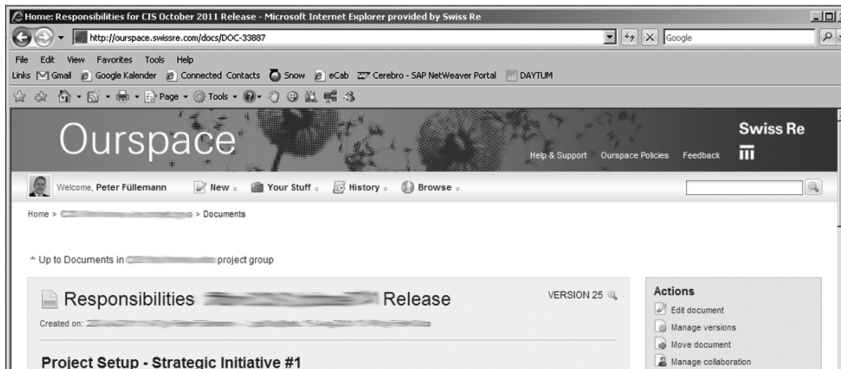 Home: Responsibilities for CIS October 2011 Release - Microsoft Internet Explorer provided by Swiss Re
http://ourspace.swissre.com/docs/DOC-33887 Google
File Edit View Favorites Tools Help
Links Gmail Google Kalender Connected Contacts Snow eCab Cerebro - SAP NetWeaver Portal DAYTUM
Page Tools
Ourspace
Swiss Re
Help & Support Ourspace Policies Feedback
Welcome, Peter Füllemann New Your Stuff History Browse
Home > > Documents
Up to Documents in project group
Responsibilities Release VERSION 25
Created on:
Project Setup - Strategic Initiative #1
Actions
Edit document
Manage versions
Move document
Manage collaboration